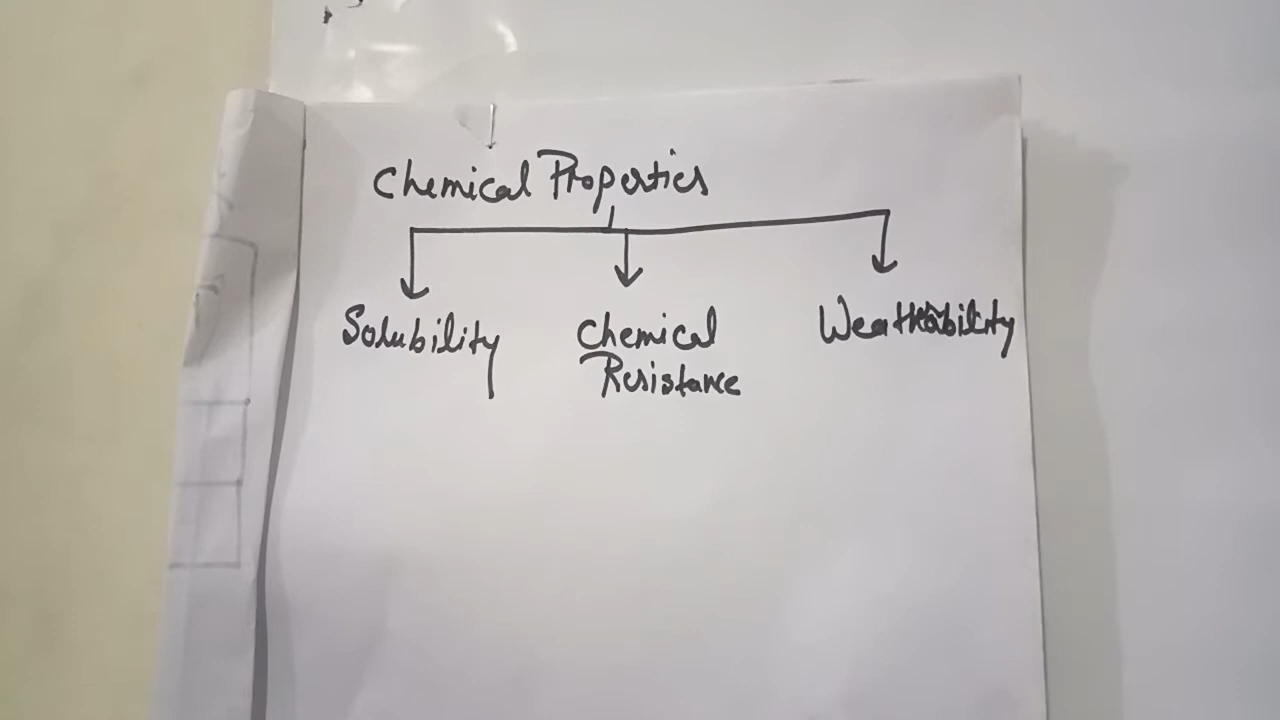 Chemical Properties
Solubility
Chemical
Resistance